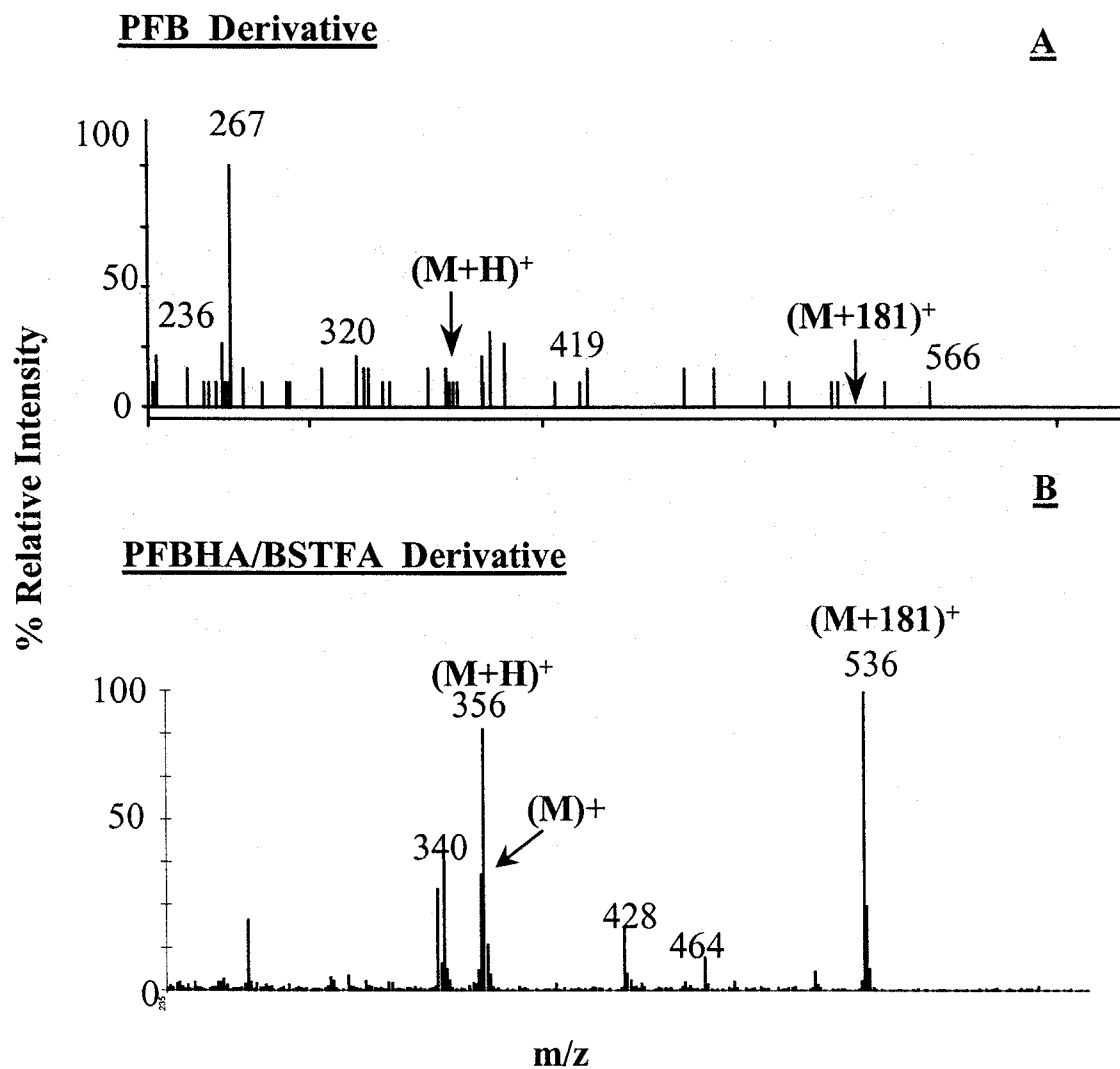 PFB Derivative
A
100
267
50
(M+H)+
236
320
(M+181)+
419
566
0
% Relative Intensity
B
PFBHA/BSTFA Derivative
(M+181)+
536
(M+H)+
356
100
50
(M)+
340
428
464
0
235
m/z